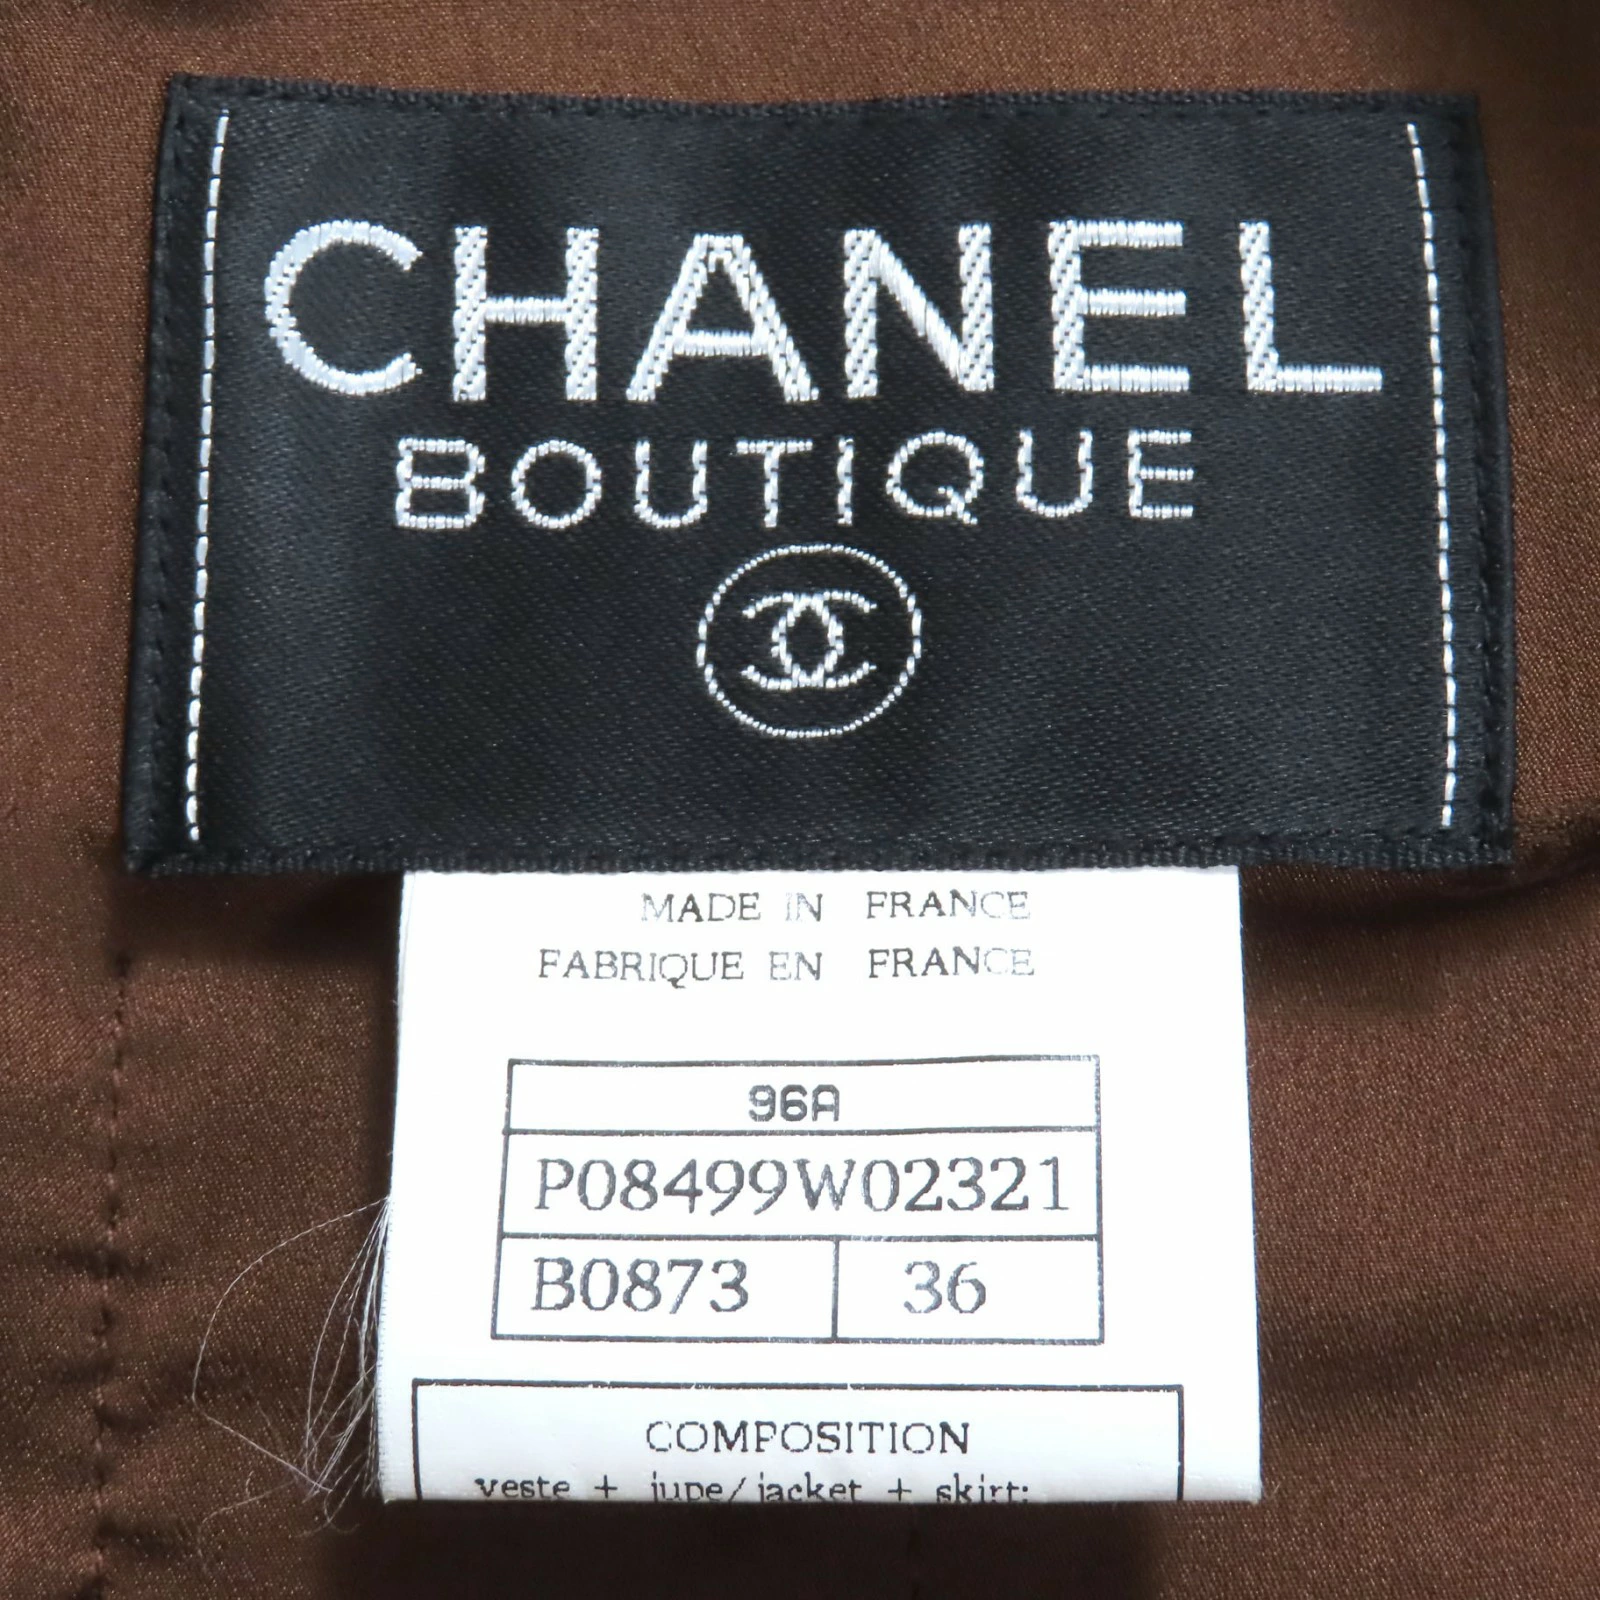 CHANEL
BOUTIQUE
MADE IN FRANCE
FABRIQUE EN FRANCE
96A
P08499W02321
B0873 36
COMPOSITION
veste + jupe/jacket + skirt: